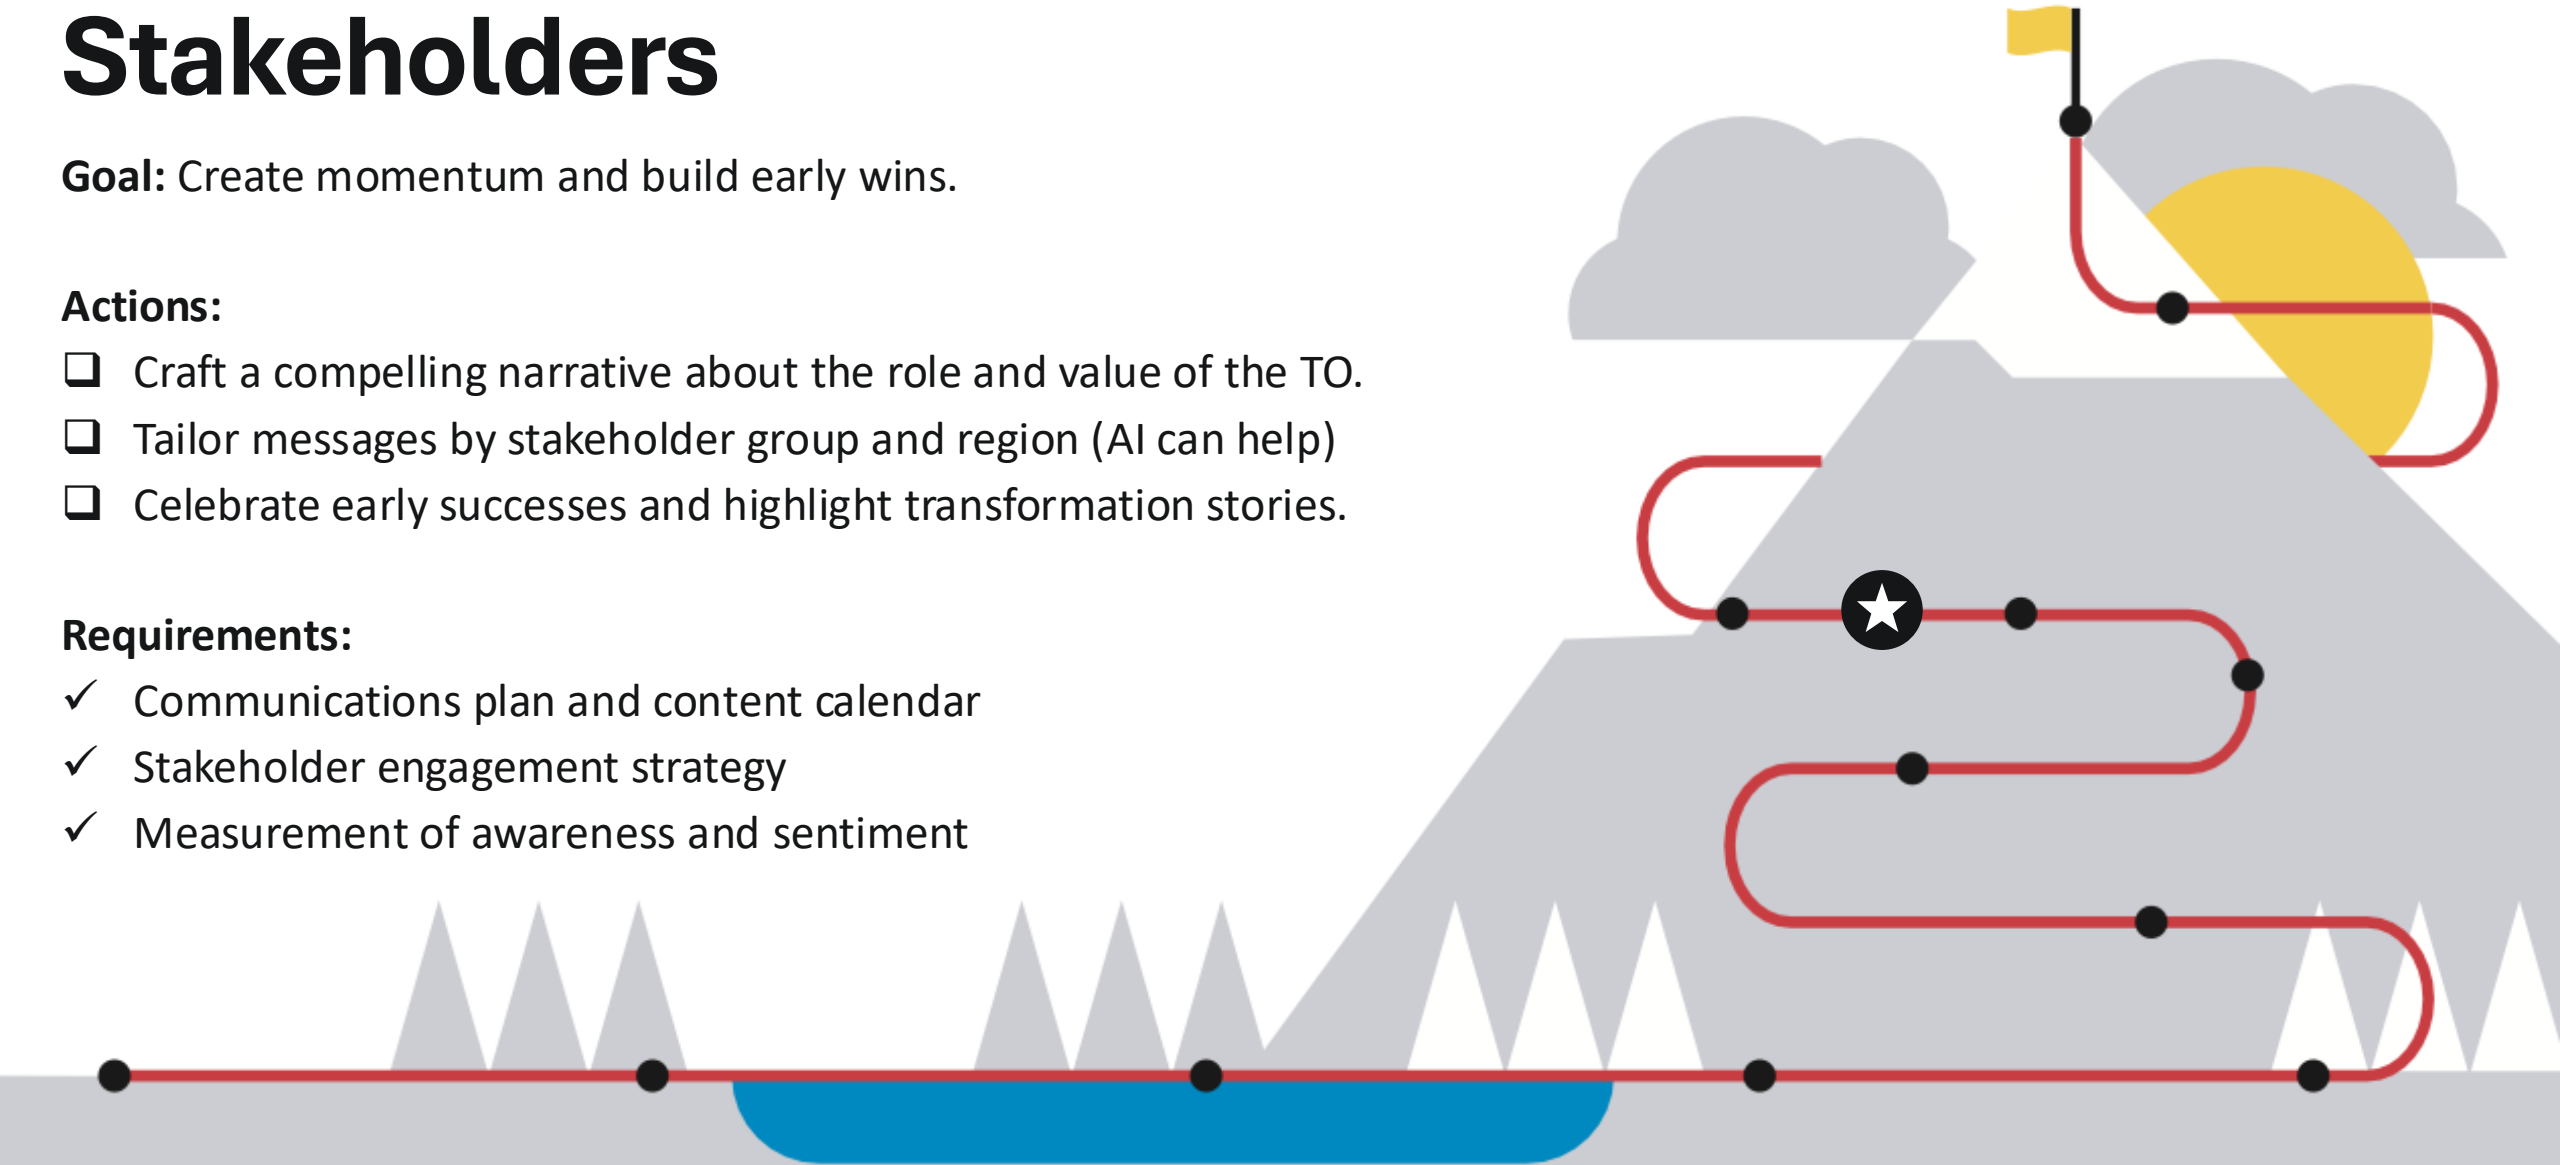 Stakeholders
Goal: Create momentum and build early wins.
Actions:
❑ Craft a compelling narrative about the role and value of the TO.
❑ Tailor messages by stakeholder group and region (AI can help)
❑ Celebrate early successes and highlight transformation stories.
Requirements:
✓ Communications plan and content calendar
✓ Stakeholder engagement strategy
✓ Measurement of awareness and sentiment